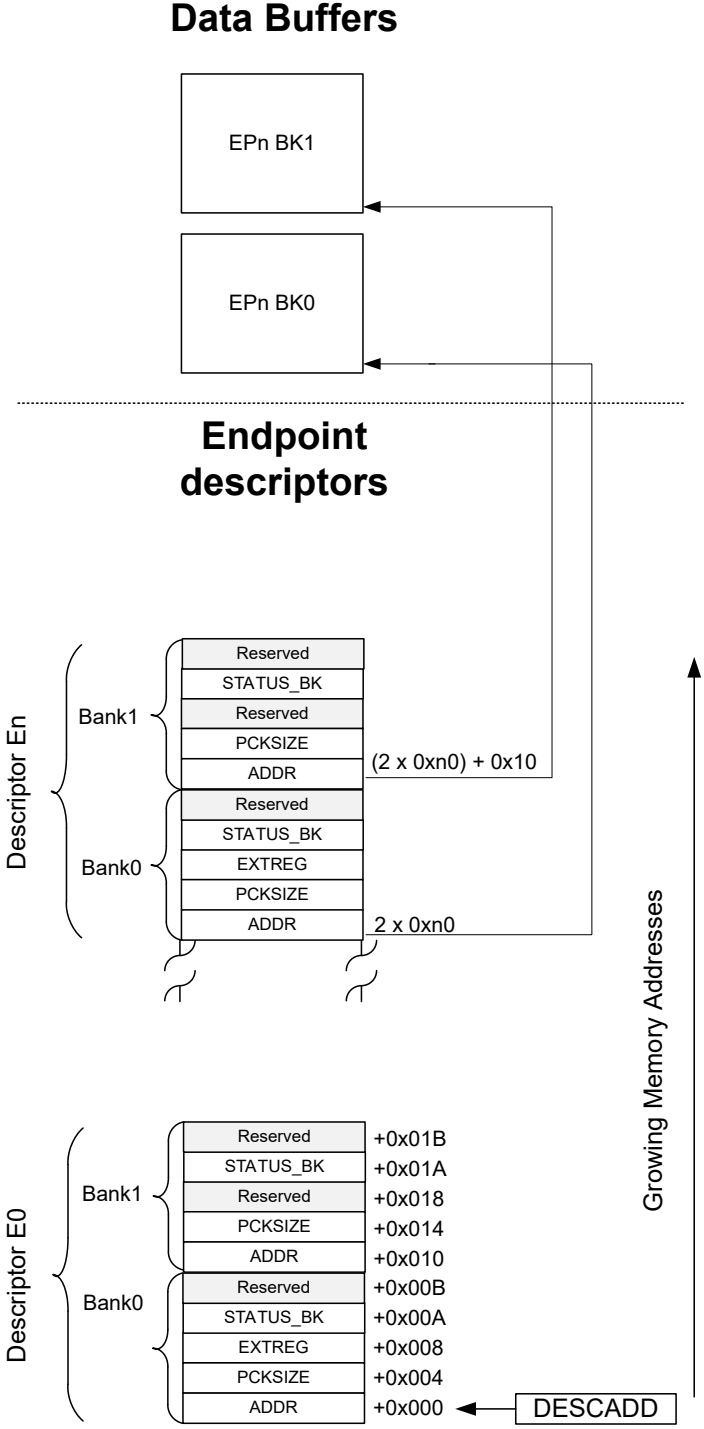 Data Buffers
EPn BK1
EPn BK0
Endpoint
descriptors
Descriptor En
Bank1
Reserved
STATUS_BK
Reserved
PCKSIZE
ADDR
(2 x 0xn0) + 0x10
Bank0
Reserved
STATUS_BK
EXTREG
PCKSIZE
ADDR
2 x 0xn0
Growing Memory Addresses
Descriptor E0
Bank1
Reserved +0x01B
STATUS_BK +0x01A
Reserved +0x018
PCKSIZE +0x014
ADDR +0x010
Bank0
Reserved +0x00B
STATUS_BK +0x00A
EXTREG +0x008
PCKSIZE +0x004
ADDR +0x000
DESCADD